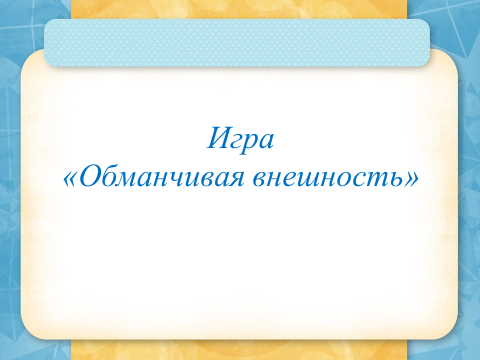 Игра
«Обманчивая внешность»